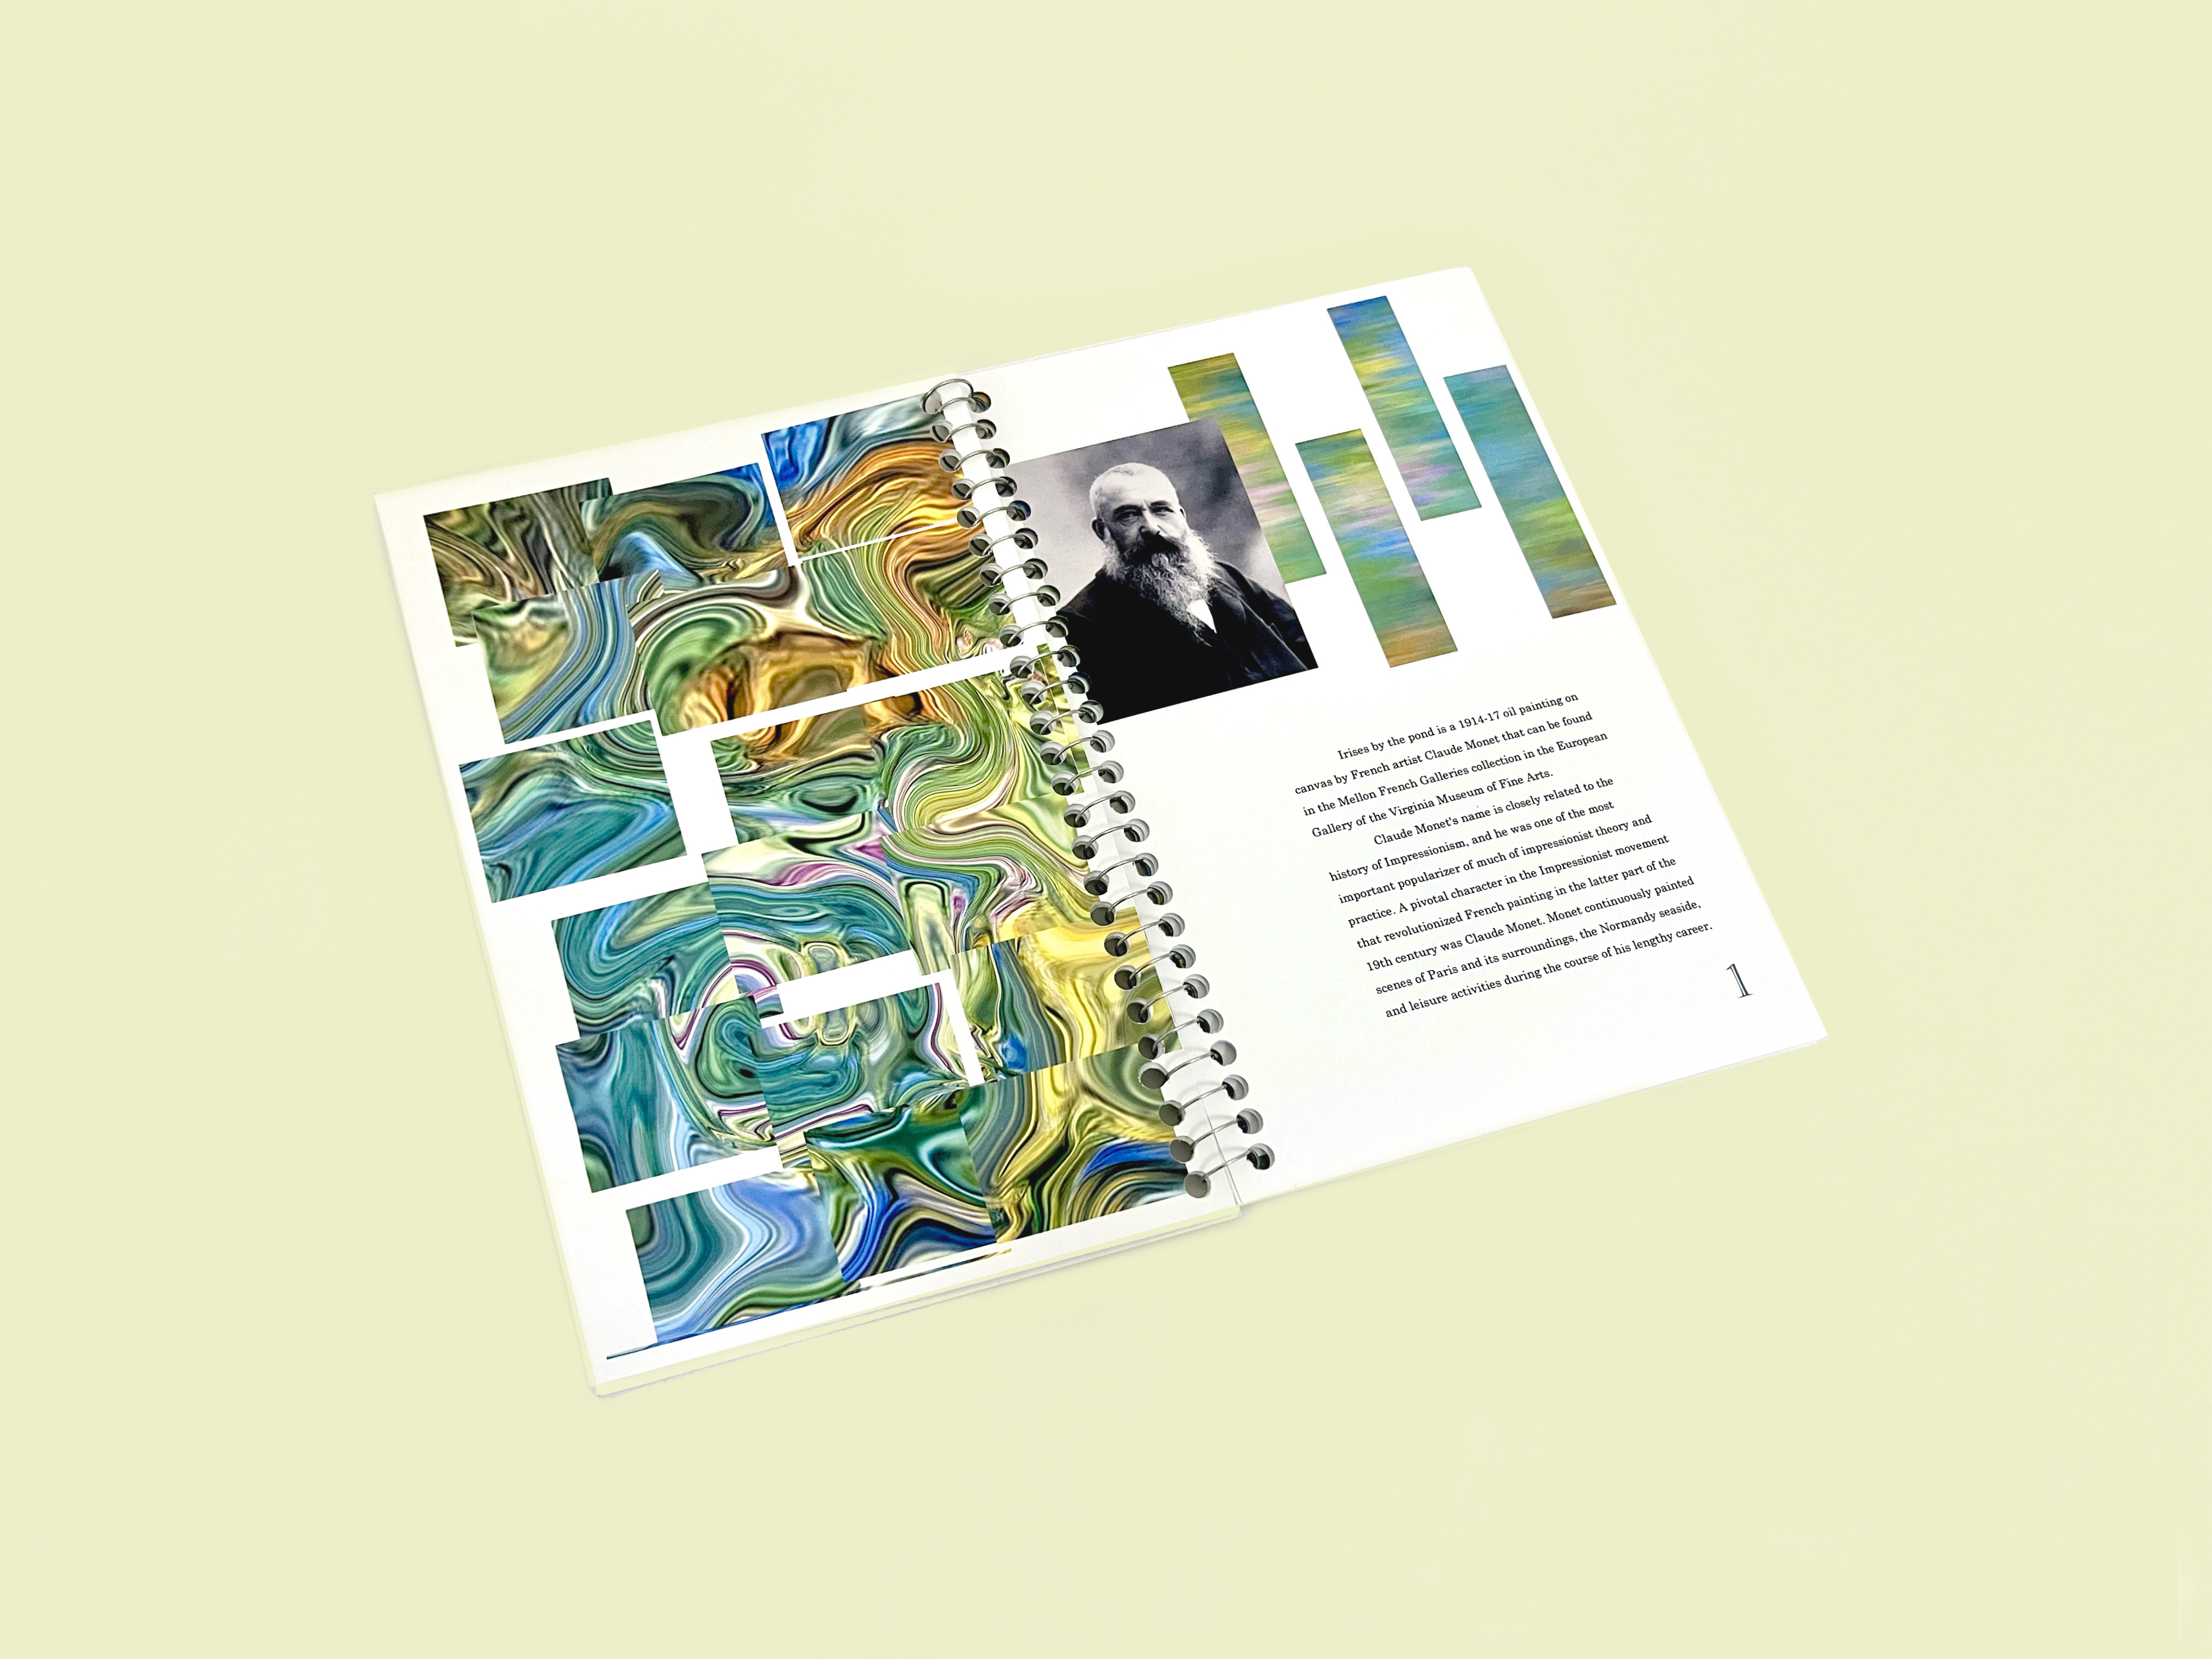 Irises by the pond is a 1914-17 oil painting on
canvas by French artist Claude Monet that can be found
in the Mellon French Galleries collection in the European
Gallery of the Virginia Museum of Fine Arts.
Claude Monet's name is closely related to the
history of Impressionism, and he was one of the most
important popularizer of much of impressionist theory and
practice. A pivotal character in the Impressionist movement
that revolutionized French painting in the latter part of the
19th century was Claude Monet. Monet continuously painted
scenes of Paris and its surroundings, the Normandy seaside,
and leisure activities during the course of his lengthy career.
1